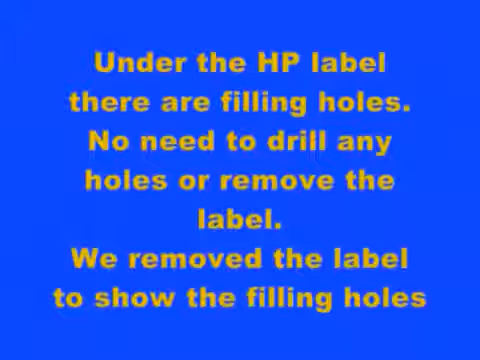 Under the HP label
there are filling holes.
No need to drill any
holes or remove the
label.
We removed the label
to show the filling holes